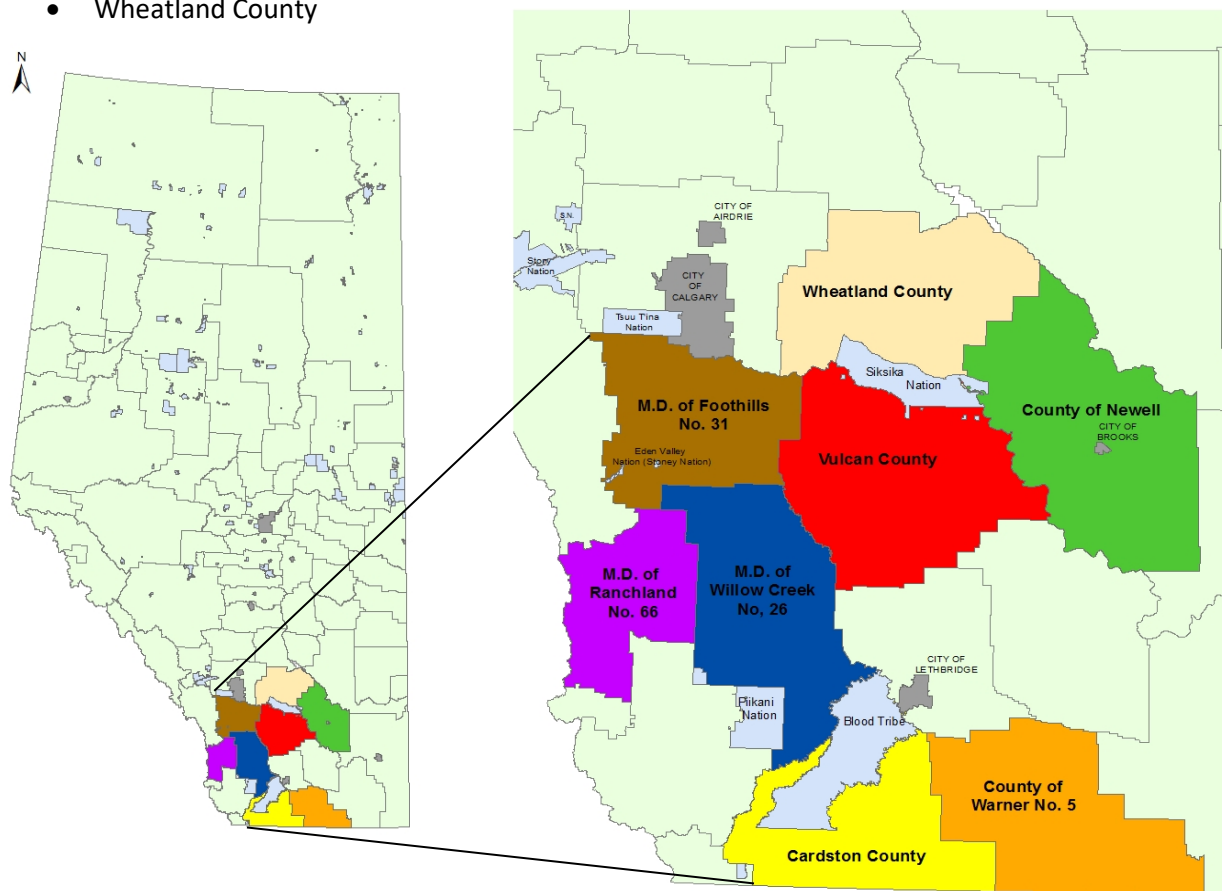 • Wheatland County
N
CITY OF
AIRDRIE
S.N.
Stony
Nation
CITY
OF
CALGARY
Wheatland County
Tsuu T'ina
Nation
Siksika
Nation
M.D. of Foothills
No. 31
County of Newell
CITY OF
BROOKS
Eden Valley
Nation (Stoney Nation)
Vulcan County
M.D. of
Ranchland
No. 66
M.D. of
Willow Creek
No, 26
CITY OF
LETHBRIDGE
Piikani
Nation
Blood Tribe
County of
Warner No. 5
Cardston County